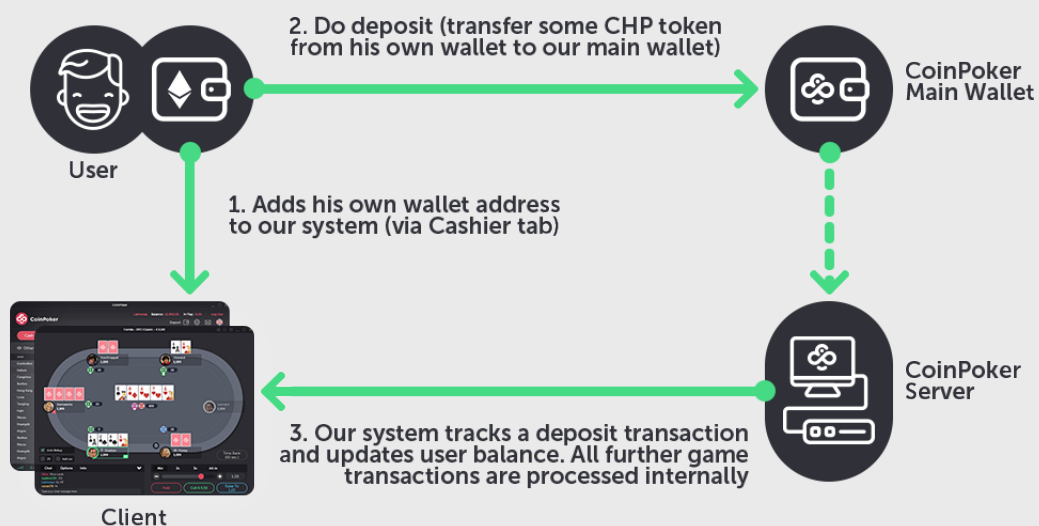 2. Do deposit (transfer some CHP token
from his own wallet to our main wallet)
CoinPoker
Main Wallet
User
1. Adds his own wallet address
to our system (via Cashier tab)
CoinPoker
CoinPoker
Server
3. Our system tracks a deposit transaction
and updates user balance. All further game
transactions are processed internally
Client